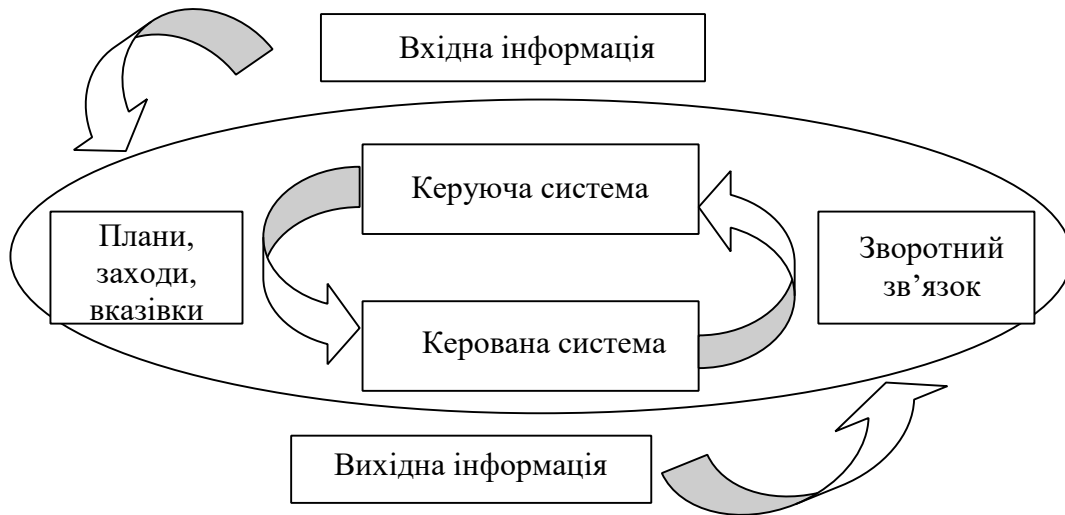 Вхідна інформація
Керуюча система
Плани,
заходи,
вказівки
Зворотний
зв’язок
Керована система
Вихідна інформація